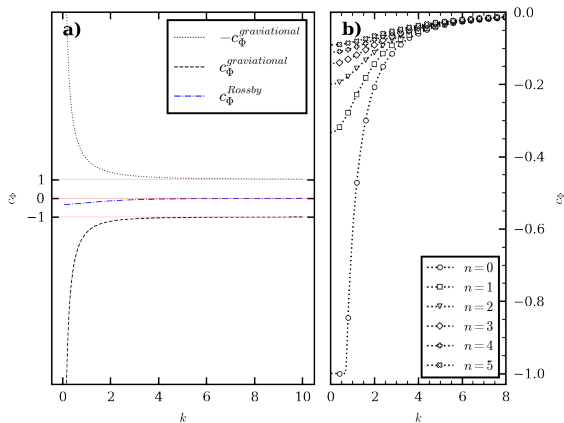 a)
−c_Φ^gravitational
c_Φ^gravitational
c_Φ^Rossby
1
0
−1
c_Φ
0 2 4 6 8 10
k
b)
0.0
−0.2
−0.4
−0.6
−0.8
−1.0
c_Φ
n=0
n=1
n=2
n=3
n=4
n=5
0 2 4 6 8
k